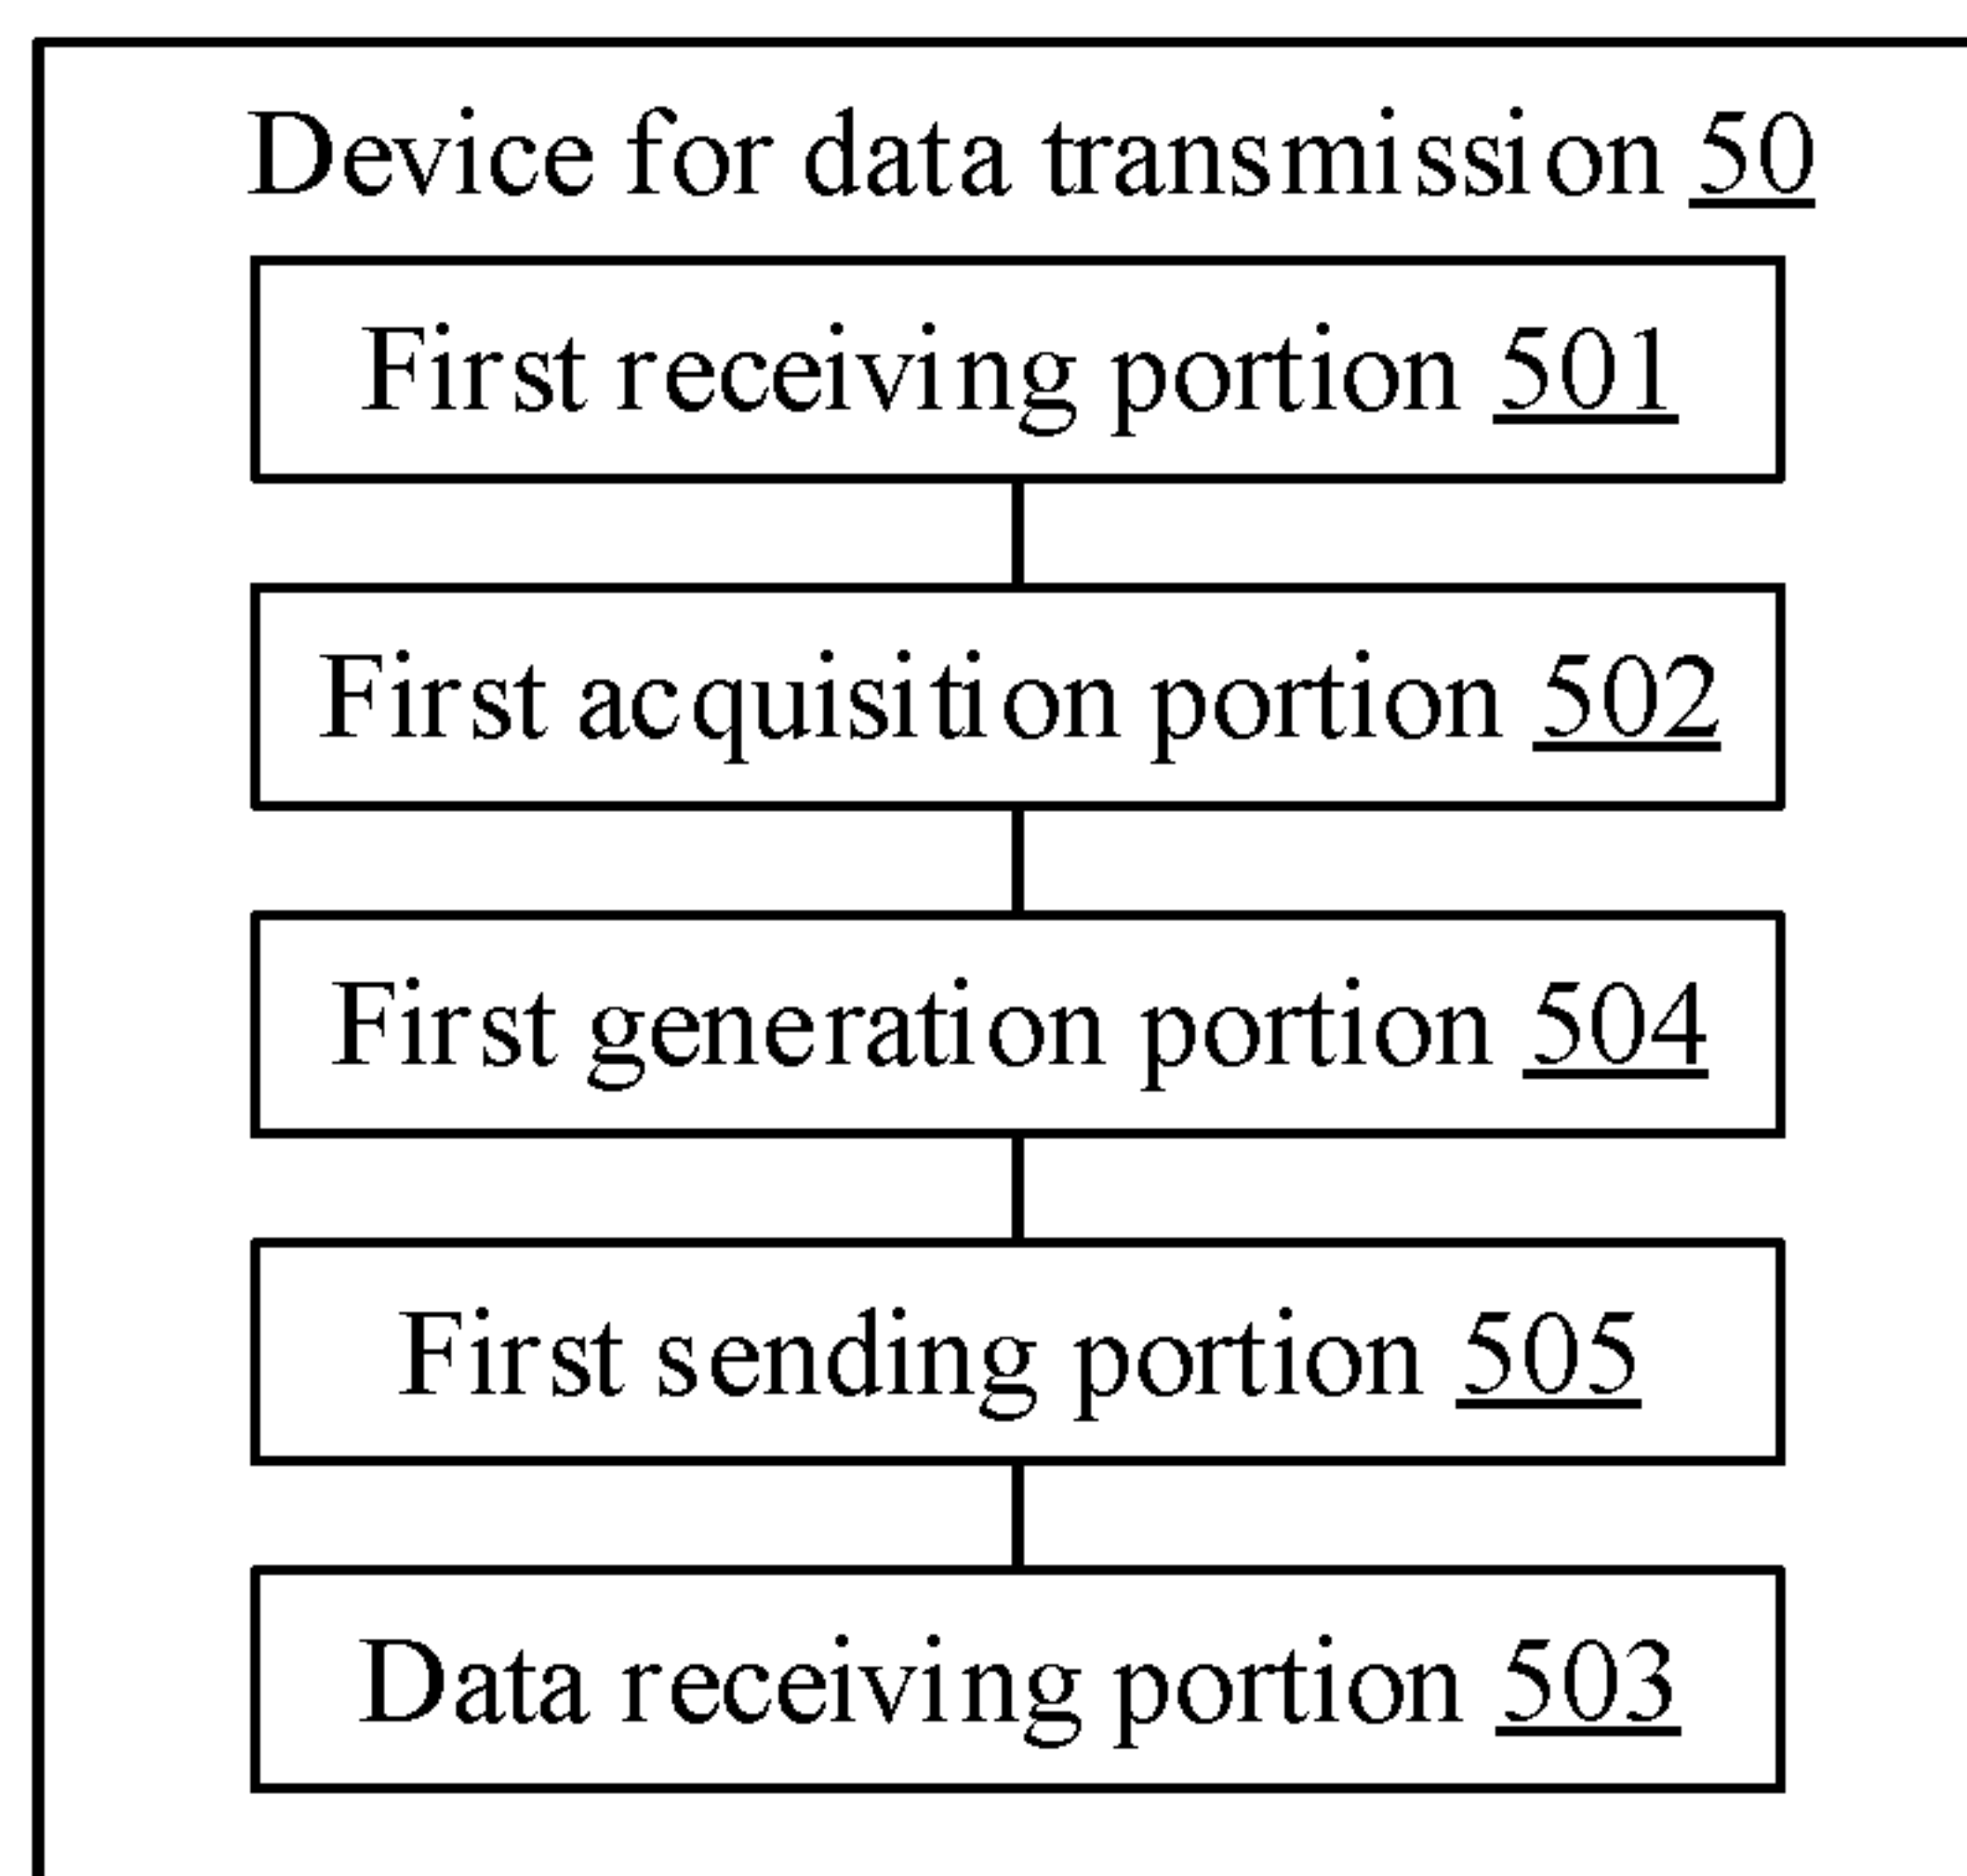 Device for data transmission 50
First receiving portion 501
First acquisition portion 502
First generation portion 504
First sending portion 505
Data receiving portion 503